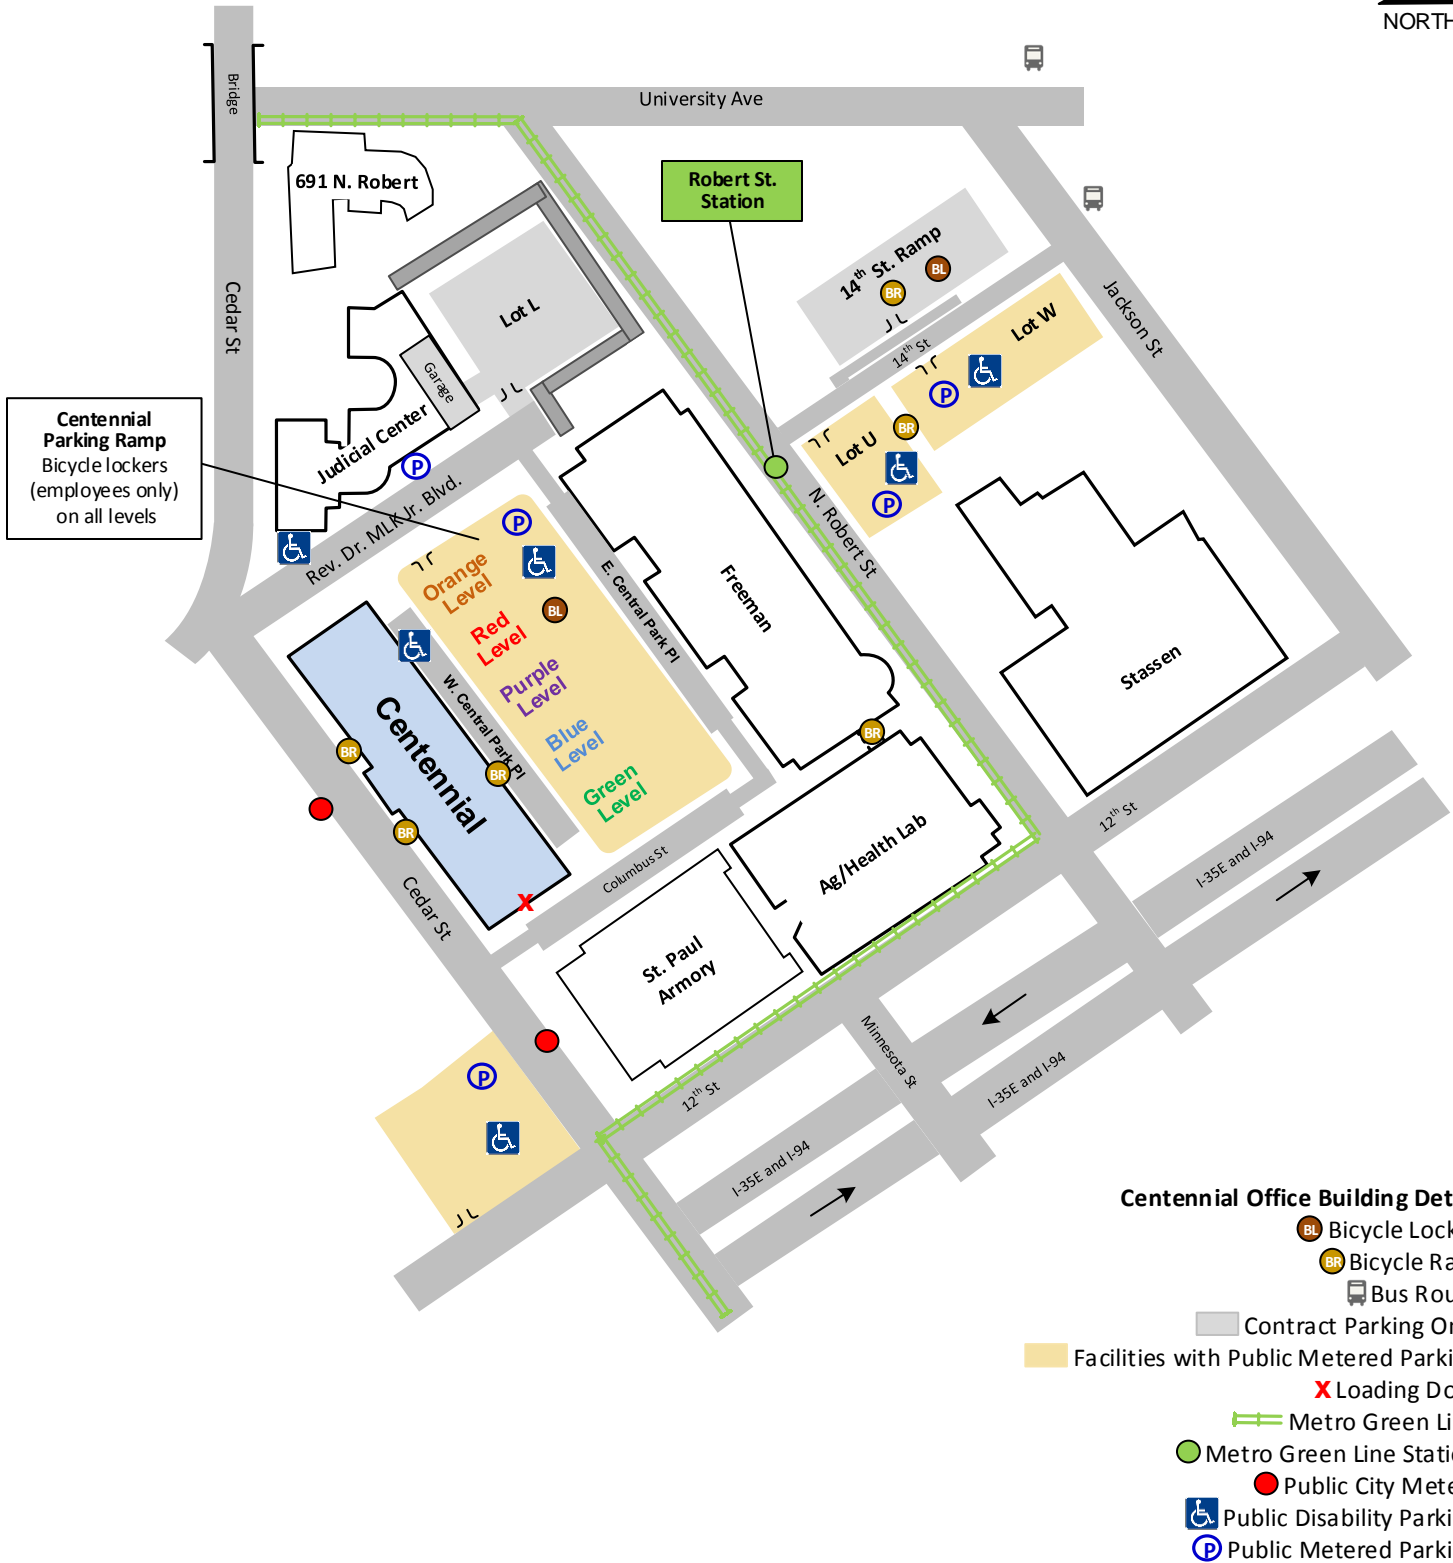 NORTH
Bridge
University Ave
691 N. Robert
Robert St.
Station
14th St. Ramp
BL
BR
Cedar St
Lot L
Jackson St
Lot W
14th St
Garage
P
BR
Lot U
Centennial
Parking Ramp
Bicycle lockers
(employees only)
on all levels
Judicial Center
P
P
Rev. Dr. MLK Jr. Blvd.
P
N. Robert St
Orange
Level
BL
Red
Level
E. Central Park Pl
Freeman
Purple
Level
Stassen
W. Central Park Pl
Centennial
Blue
Level
BR
BR
BR
BR
Green
Level
12th St
Ag/Health Lab
I-35E and I-94
Columbus St
Cedar St
X
St. Paul
Armory
Minnesota St
P
12th St
I-35E and I-94
I-35E and I-94
Centennial Office Building Det
BL Bicycle Lock
BR Bicycle Ra
Bus Rou
Contract Parking On
Facilities with Public Metered Parki
X Loading Do
Metro Green Li
Metro Green Line Stati
Public City Mete
Public Disability Parki
P Public Metered Parki